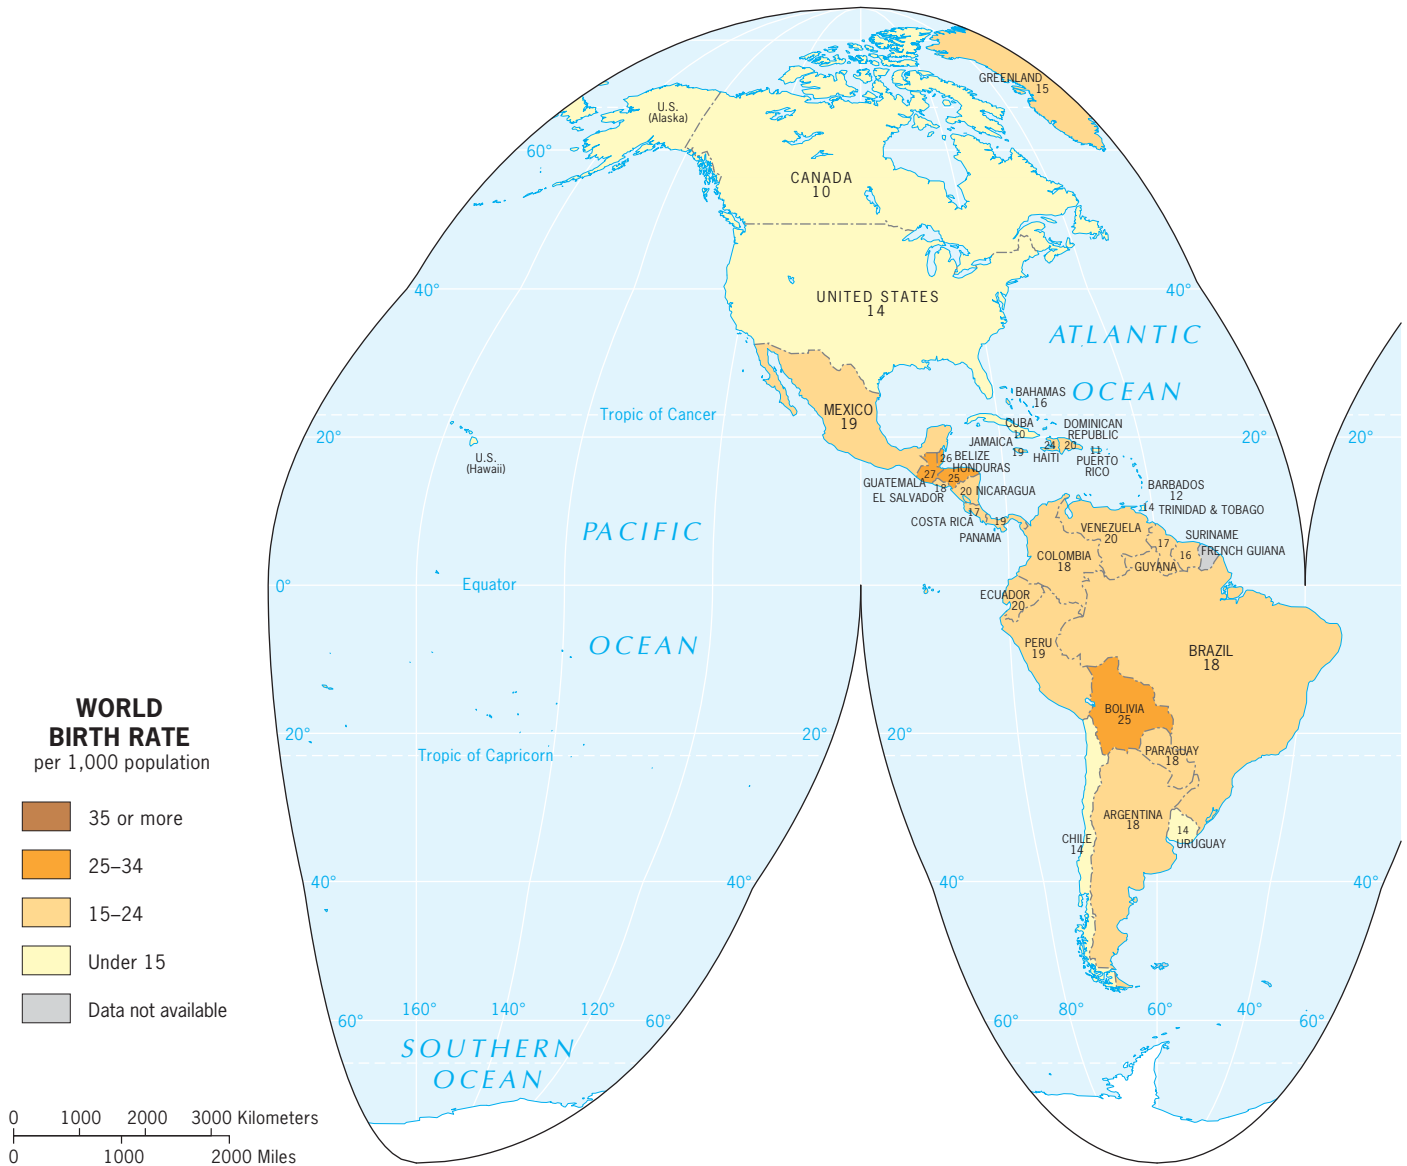 GREENLAND
15
U.S.
(Alaska)
60°
CANADA
10
40°
UNITED STATES
14
40°
ATLANTIC
OCEAN
BAHAMAS
16
Tropic of Cancer
MEXICO
19
20°
U.S.
(Hawaii)
CUBA
10
DOMINICAN
REPUBLIC
20
JAMAICA
19
24
HAITI
11
PUERTO
RICO
20°
20°
26 BELIZE
HONDURAS
25
27
GUATEMALA
18
EL SALVADOR
20 NICARAGUA
17
COSTA RICA
19
PANAMA
BARBADOS
12
14 TRINIDAD & TOBAGO
PACIFIC
OCEAN
VENEZUELA
20
SURINAME
17
16
FRENCH GUIANA
GUYANA
COLOMBIA
18
0°
Equator
ECUADOR
20
PERU
19
BRAZIL
18
BOLIVIA
25
20°
20°
20°
Tropic of Capricorn
PARAGUAY
18
ARGENTINA
18
CHILE
14
14
URUGUAY
40°
40°
40°
40°
160°
140°
120°
60°
60°
80°
60°
40°
60°
60°
SOUTHERN
OCEAN
WORLD
BIRTH RATE
per 1,000 population
35 or more
25–34
15–24
Under 15
Data not available
0 1000 2000 3000 Kilometers
0 1000 2000 Miles